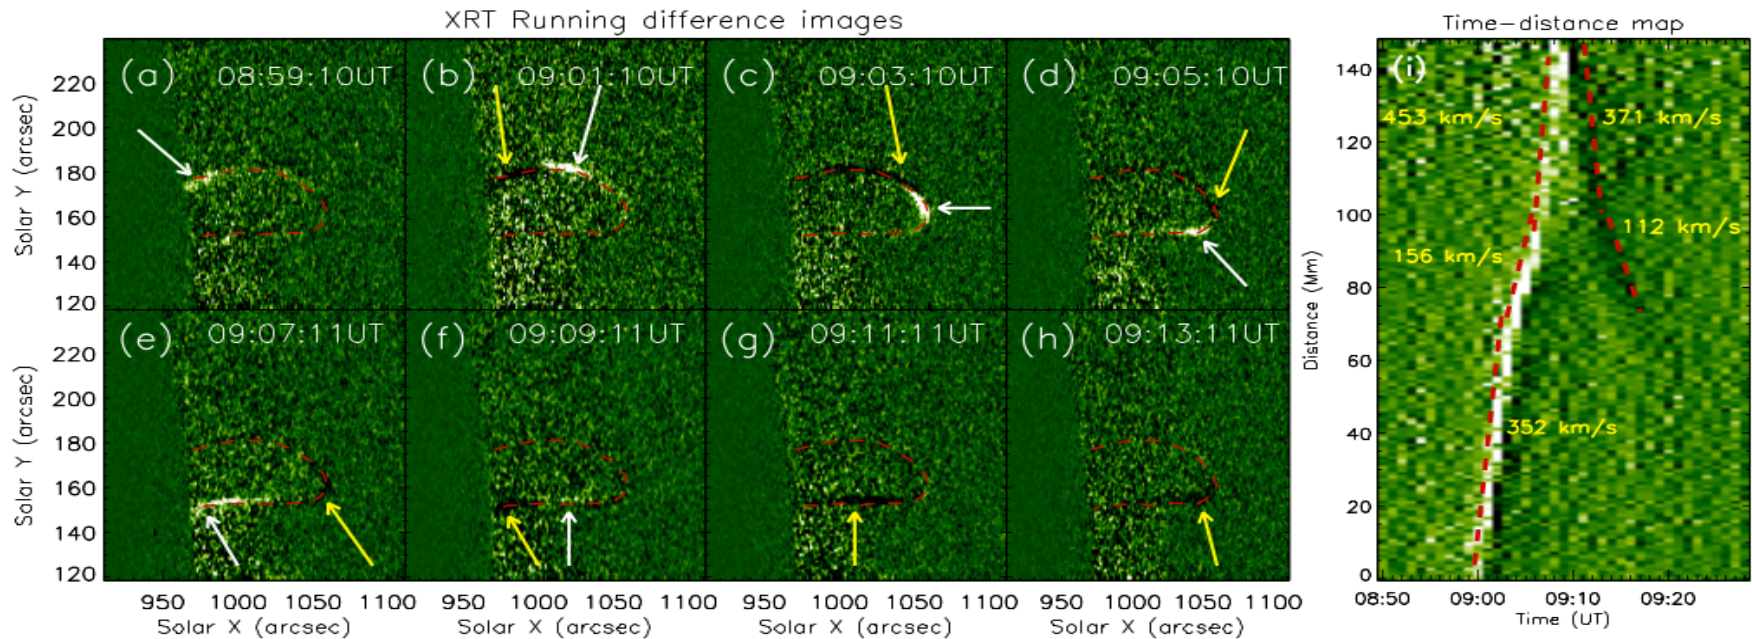 XRT Running difference images
Time-distance map
(a) 08:59:10UT
(b) 09:01:10UT
(c) 09:03:10UT
(d) 09:05:10UT
(i)
220
200
180
160
140
120
Solar Y (arcsec)
(e) 09:07:11UT
(f) 09:09:11UT
(g) 09:11:11UT
(h) 09:13:11UT
220
200
180
160
140
120
Solar Y (arcsec)
950 1000 1050 1100
950 1000 1050 1100
950 1000 1050 1100
950 1000 1050 1100
Solar X (arcsec)
Solar X (arcsec)
Solar X (arcsec)
Solar X (arcsec)
140
120
100
80
60
40
20
0
Distance (Mm)
453 km/s
371 km/s
112 km/s
156 km/s
352 km/s
08:50 09:00 09:10 09:20
Time (UT)